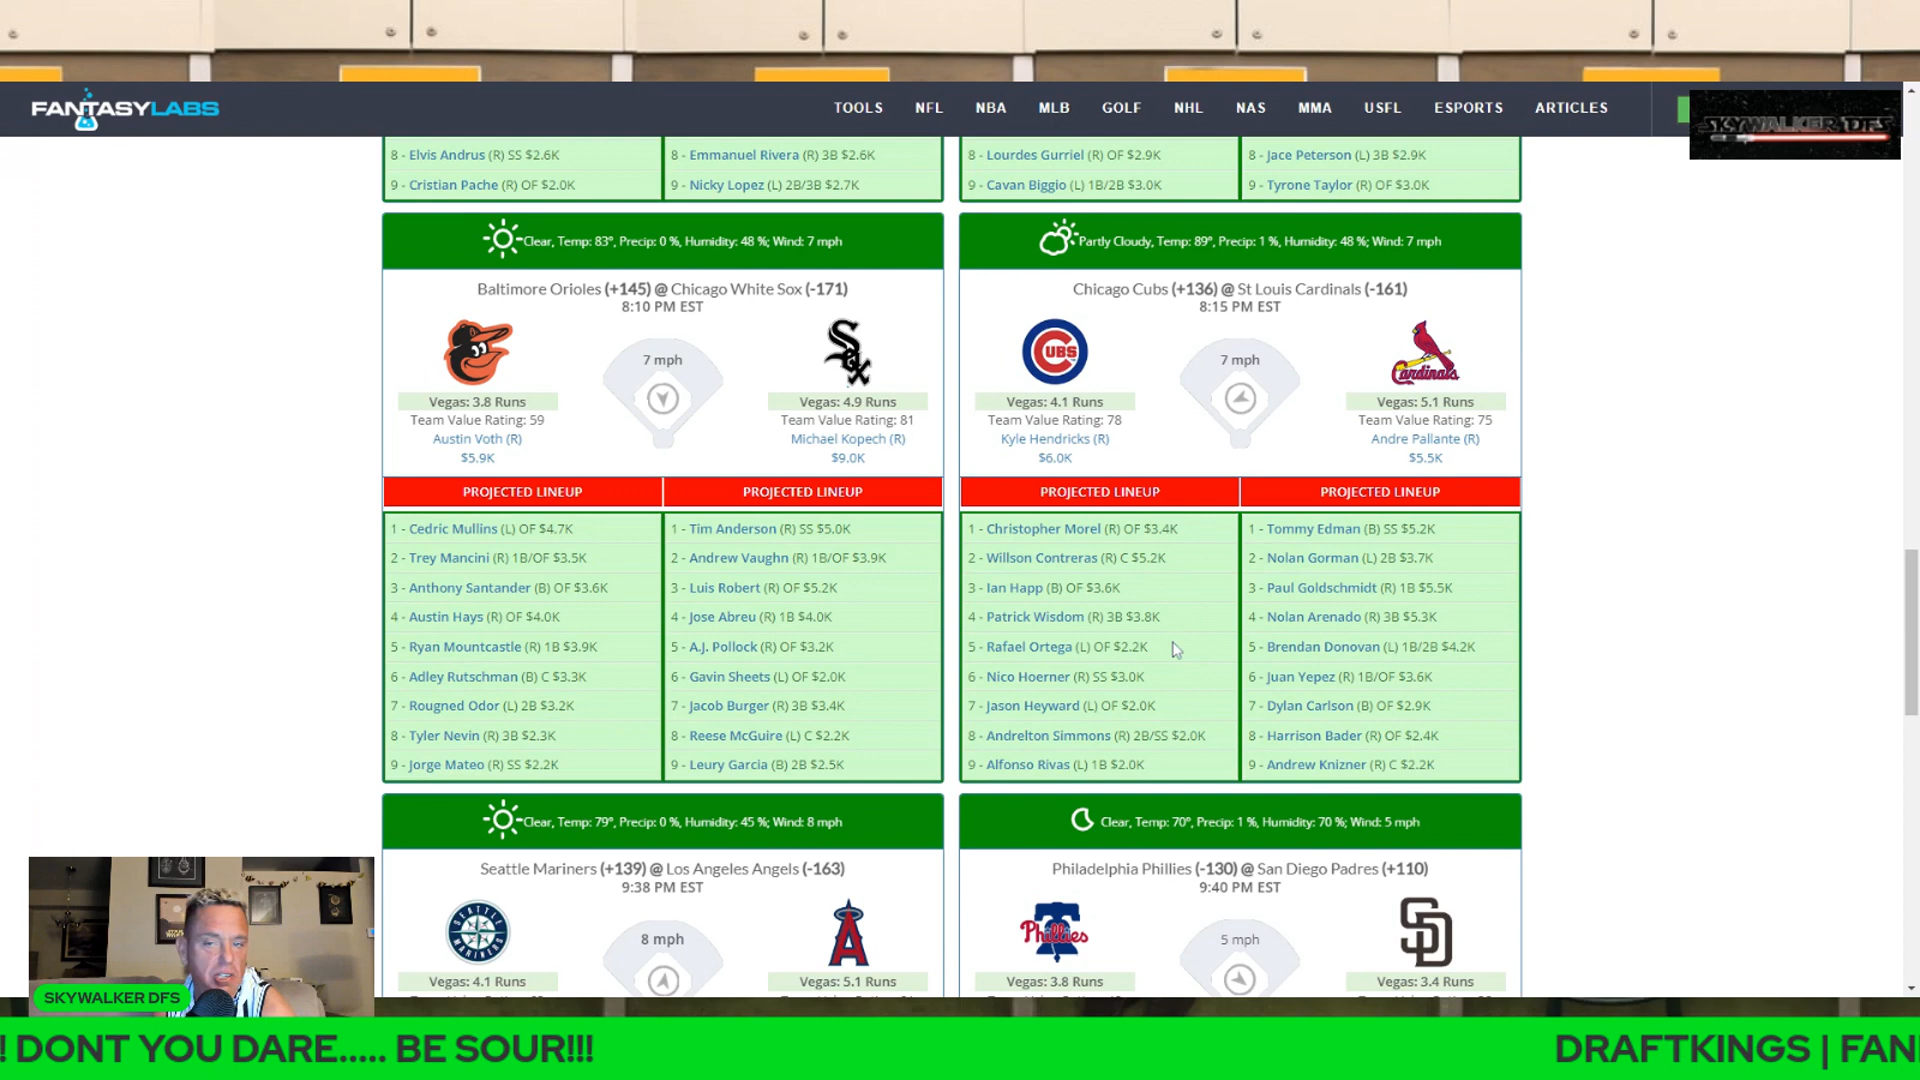 FANTASYLABS
TOOLS NFL NBA MLB GOLF NHL NAS MMA USFL ESPORTS ARTICLES
SKYWALKER DFS
8 - Elvis Andrus (R) SS $2.6K
9 - Cristian Pache (R) OF $2.0K
8 - Emmanuel Rivera (R) 3B $2.6K
9 - Nicky Lopez (L) 2B/3B $2.7K
8 - Lourdes Gurriel (R) OF $2.9K
9 - Cavan Biggio (L) 1B/2B $3.0K
8 - Jace Peterson (L) 3B $2.9K
9 - Tyrone Taylor (R) OF $3.0K
Clear, Temp: 83°, Precip: 0 %, Humidity: 48 %; Wind: 7 mph
Baltimore Orioles (+145) @ Chicago White Sox (-171)
8:10 PM EST
7 mph
Sox
Vegas: 3.8 Runs
Team Value Rating: 59
Austin Voth (R)
$5.9K
Vegas: 4.9 Runs
Team Value Rating: 81
Michael Kopech (R)
$9.0K
PROJECTED LINEUP
1 - Cedric Mullins (L) OF $4.7K
2 - Trey Mancini (R) 1B/OF $3.5K
3 - Anthony Santander (B) OF $3.6K
4 - Austin Hays (R) OF $4.0K
5 - Ryan Mountcastle (R) 1B $3.9K
6 - Adley Rutschman (B) C $3.3K
7 - Rougned Odor (L) 2B $3.2K
8 - Tyler Nevin (R) 3B $2.3K
9 - Jorge Mateo (R) SS $2.2K
PROJECTED LINEUP
1 - Tim Anderson (R) SS $5.0K
2 - Andrew Vaughn (R) 1B/OF $3.9K
3 - Luis Robert (R) OF $5.2K
4 - Jose Abreu (R) 1B $4.0K
5 - A.J. Pollock (R) OF $3.2K
6 - Gavin Sheets (L) OF $2.0K
7 - Jacob Burger (R) 3B $3.4K
8 - Reese McGuire (L) C $2.2K
9 - Leury Garcia (B) 2B $2.5K
Partly Cloudy, Temp: 89°, Precip: 1 %, Humidity: 48 %; Wind: 7 mph
Chicago Cubs (+136) @ St Louis Cardinals (-161)
8:15 PM EST
CUBS
7 mph
Cardinals
Vegas: 4.1 Runs
Team Value Rating: 78
Kyle Hendricks (R)
$6.0K
Vegas: 5.1 Runs
Team Value Rating: 75
Andre Pallante (R)
$5.5K
PROJECTED LINEUP
1 - Christopher Morel (R) OF $3.4K
2 - Willson Contreras (R) C $5.2K
3 - Ian Happ (B) OF $3.6K
4 - Patrick Wisdom (R) 3B $3.8K
5 - Rafael Ortega (L) OF $2.2K
6 - Nico Hoerner (R) SS $3.0K
7 - Jason Heyward (L) OF $2.0K
8 - Andrelton Simmons (R) 2B/SS $2.0K
9 - Alfonso Rivas (L) 1B $2.0K
PROJECTED LINEUP
1 - Tommy Edman (B) SS $5.2K
2 - Nolan Gorman (L) 2B $3.7K
3 - Paul Goldschmidt (R) 1B $5.5K
4 - Nolan Arenado (R) 3B $5.3K
5 - Brendan Donovan (L) 1B/2B $4.2K
6 - Juan Yepez (R) 1B/OF $3.6K
7 - Dylan Carlson (B) OF $2.9K
8 - Harrison Bader (R) OF $2.4K
9 - Andrew Knizner (R) C $2.2K
Clear, Temp: 79°, Precip: 0 %, Humidity: 45 %; Wind: 8 mph
Seattle Mariners (+139) @ Los Angeles Angels (-163)
9:38 PM EST
SEATTLE
MARINERS
8 mph
A
Vegas: 4.1 Runs
Vegas: 5.1 Runs
Clear, Temp: 70°, Precip: 1 %, Humidity: 70 %; Wind: 5 mph
Philadelphia Phillies (-130) @ San Diego Padres (+110)
9:40 PM EST
Phillies
5 mph
SD
Vegas: 3.8 Runs
Vegas: 3.4 Runs
SKYWALKER DFS
! DONT YOU DARE..... BE SOUR!!!
DRAFTKINGS | FAN